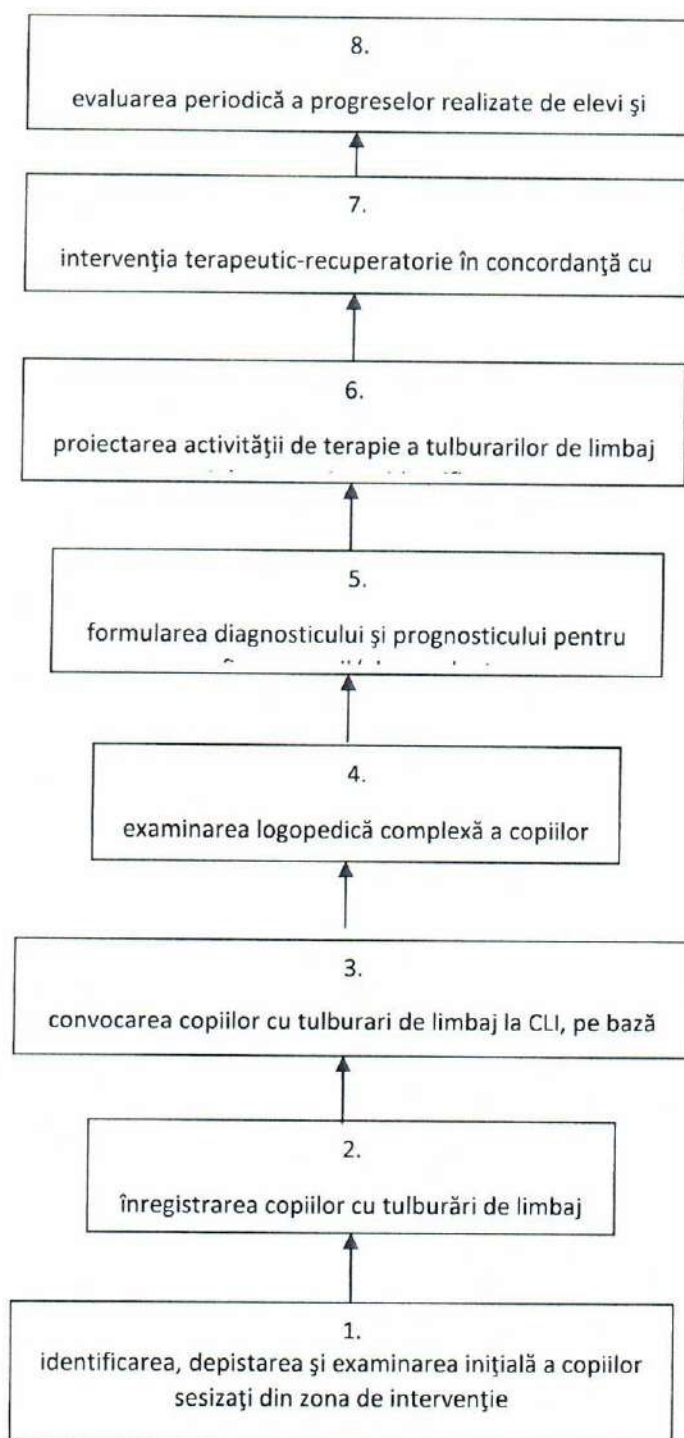 8.
evaluarea periodică a progreselor realizate de elevi şi
7.
intervenţia terapeutic-recuperatorie în concordanţă cu
6.
proiectarea activităţii de terapie a tulburarilor de limbaj
5.
formularea diagnosticului şi prognosticului pentru
4.
examinarea logopedică complexă a copiilor
3.
convocarea copiilor cu tulburari de limbaj la CLI, pe bază
2.
înregistrarea copiilor cu tulburări de limbaj
1.
identificarea, depistarea şi examinarea iniţială a copiilor
sesizaţi din zona de intervenţie